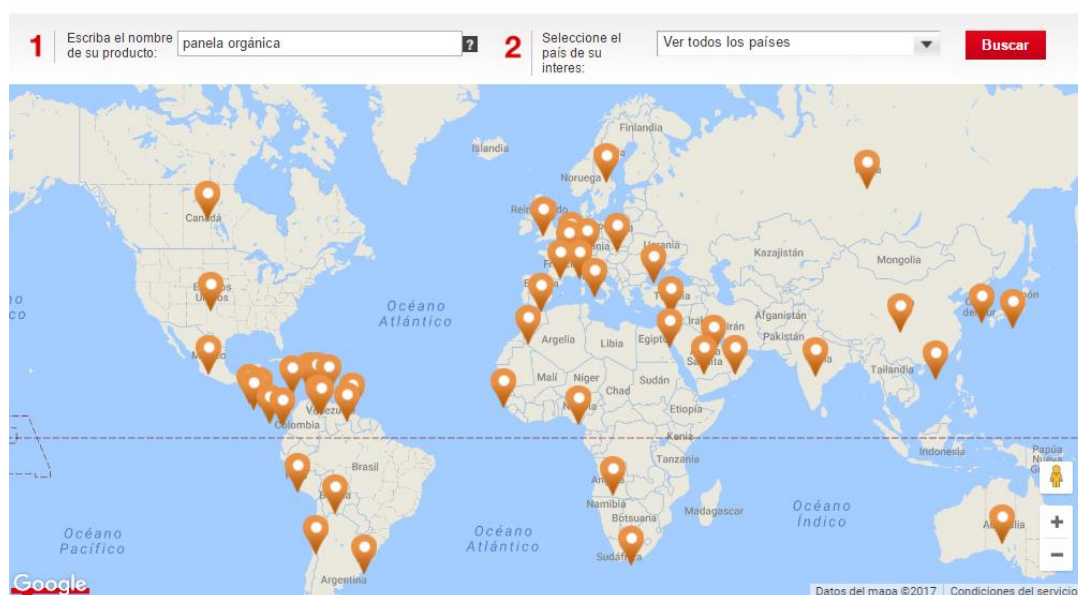 1
Escriba el nombre
de su producto:
panela orgánica
?
2
Seleccione el
país de su
interes:
Ver todos los países
Buscar
Finlandia
Islandia
Noruega
Canadá
Kazajistán
Mongolia
Océano
Atlántico
Afganistán
Irán
Pakistán
Argelia
Libia
Egipto
Malí
Níger
Chad
Sudán
Tailandia
Etiopía
Colombia
Kenia
Tanzania
Indonesia
Papúa
Brasil
Namibia
Botsuana
Madagascar
Océano
Índico
Océano
Pacífico
Océano
Atlántico
Argentina
+
−
Google
Datos del mapa ©2017
Condiciones del servicio